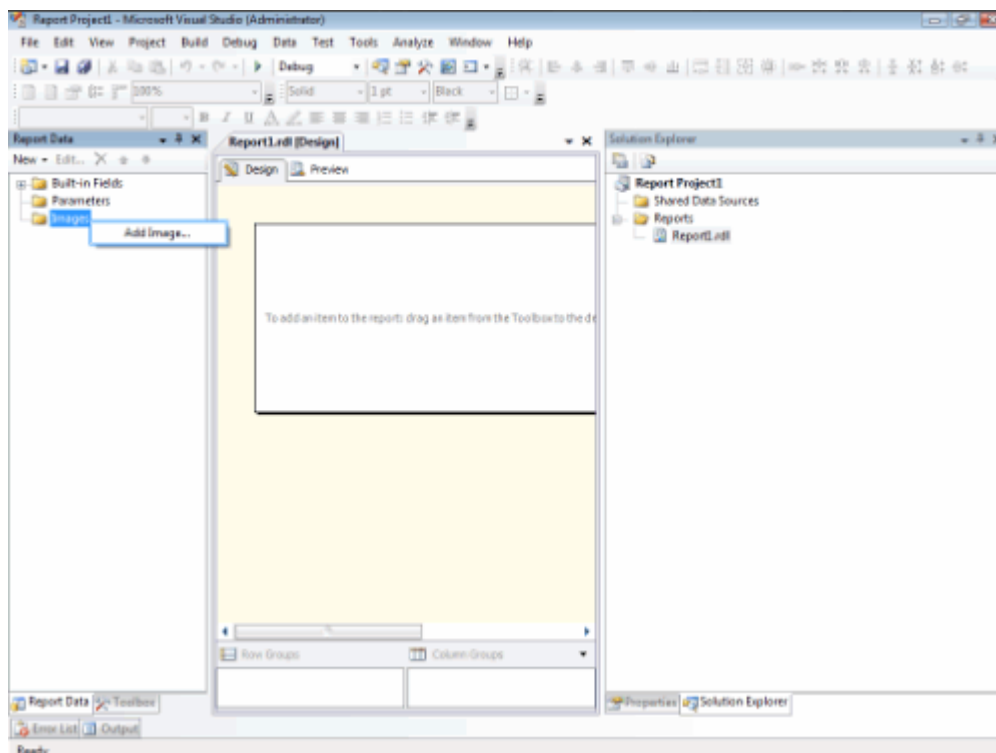 Report Project1 - Microsoft Visual Studio (Administrator)
File Edit View Project Build Debug Data Test Tools Analyze Window Help
Debug
100% Solid 1 pt Black
B I U A
Report Data
New Edit...
Built-in Fields
Parameters
Images
Add Image...
Report1.rdl [Design]
Design Preview
To add an item to the report: drag an item from the Toolbox to the de
Row Groups Column Groups
Solution Explorer
Report Project1
Shared Data Sources
Reports
Report1.rdl
Report Data Toolbox
Properties Solution Explorer
Error List Output
Ready